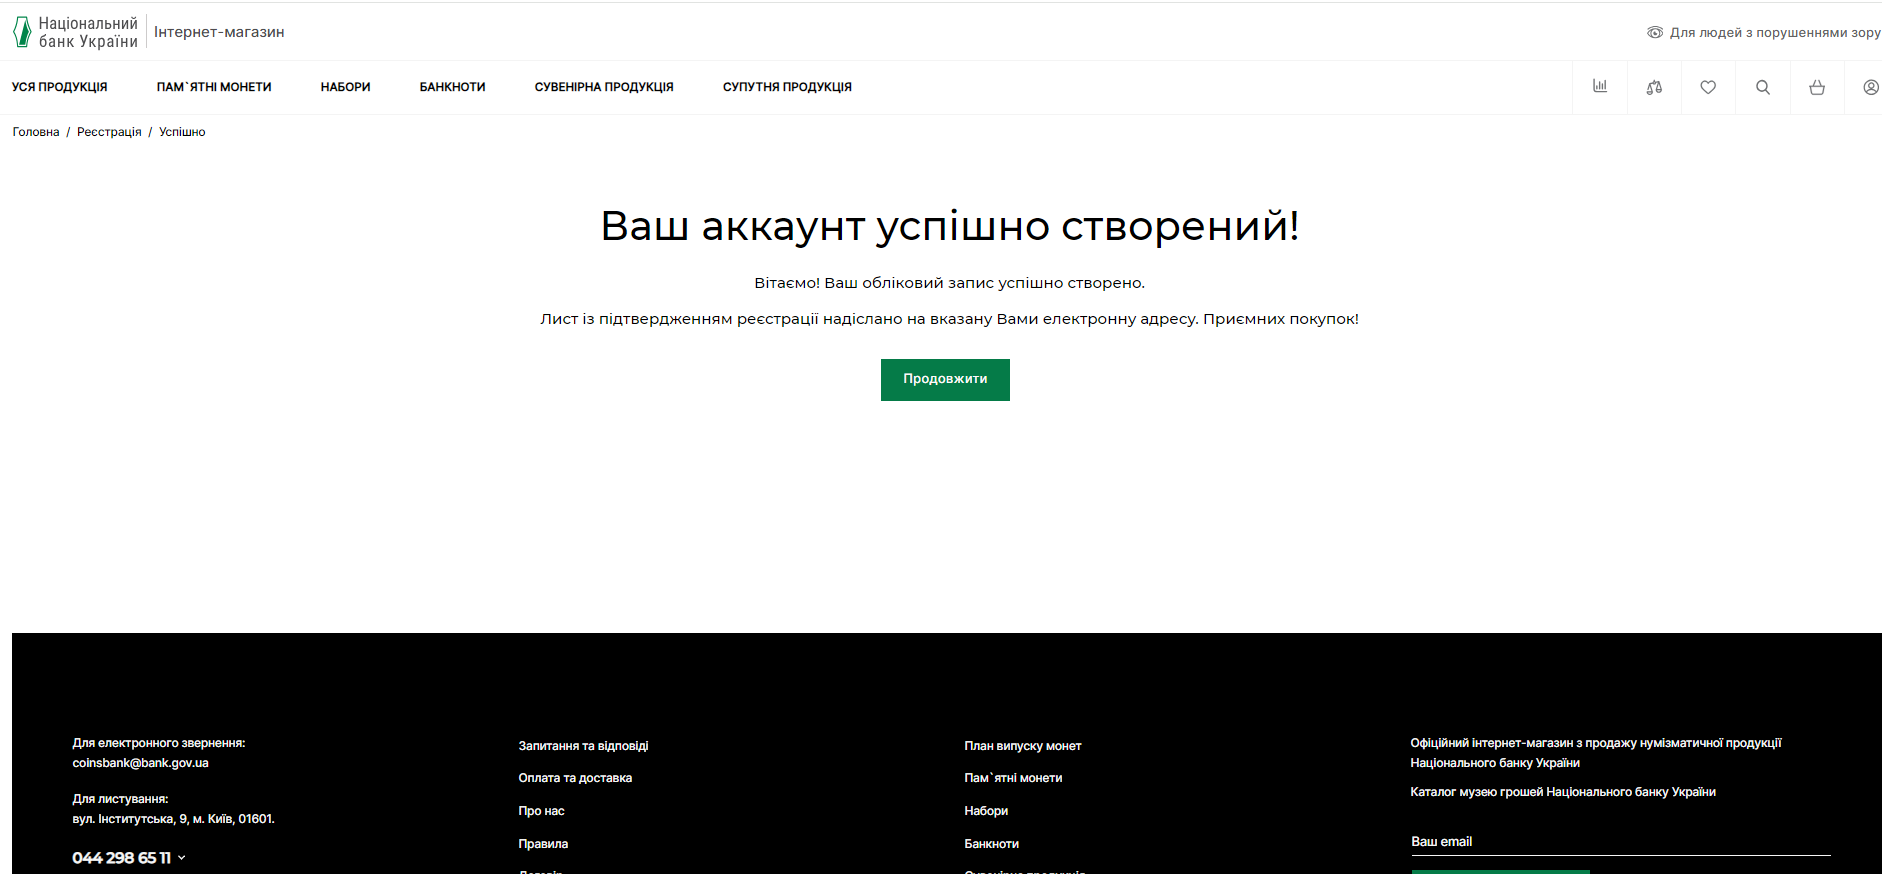 Національний
банк України
Інтернет-магазин
Для людей з порушеннями зору
УСЯ ПРОДУКЦІЯ
ПАМ`ЯТНІ МОНЕТИ
НАБОРИ
БАНКНОТИ
СУВЕНІРНА ПРОДУКЦІЯ
СУПУТНЯ ПРОДУКЦІЯ
Головна / Реєстрація / Успішно
Ваш аккаунт успішно створений!
Вітаємо! Ваш обліковий запис успішно створено.
Лист із підтвердженням реєстрації надіслано на вказану Вами електронну адресу. Приємних покупок!
Продовжити
Для електронного звернення:
coinsbank@bank.gov.ua
Для листування:
вул. Інститутська, 9, м. Київ, 01601.
044 298 65 11
Запитання та відповіді
Оплата та доставка
Про нас
Правила
План випуску монет
Пам`ятні монети
Набори
Банкноти
Офіційний інтернет-магазин з продажу нумізматичної продукції
Національного банку України
Каталог музею грошей Національного банку України
Ваш email